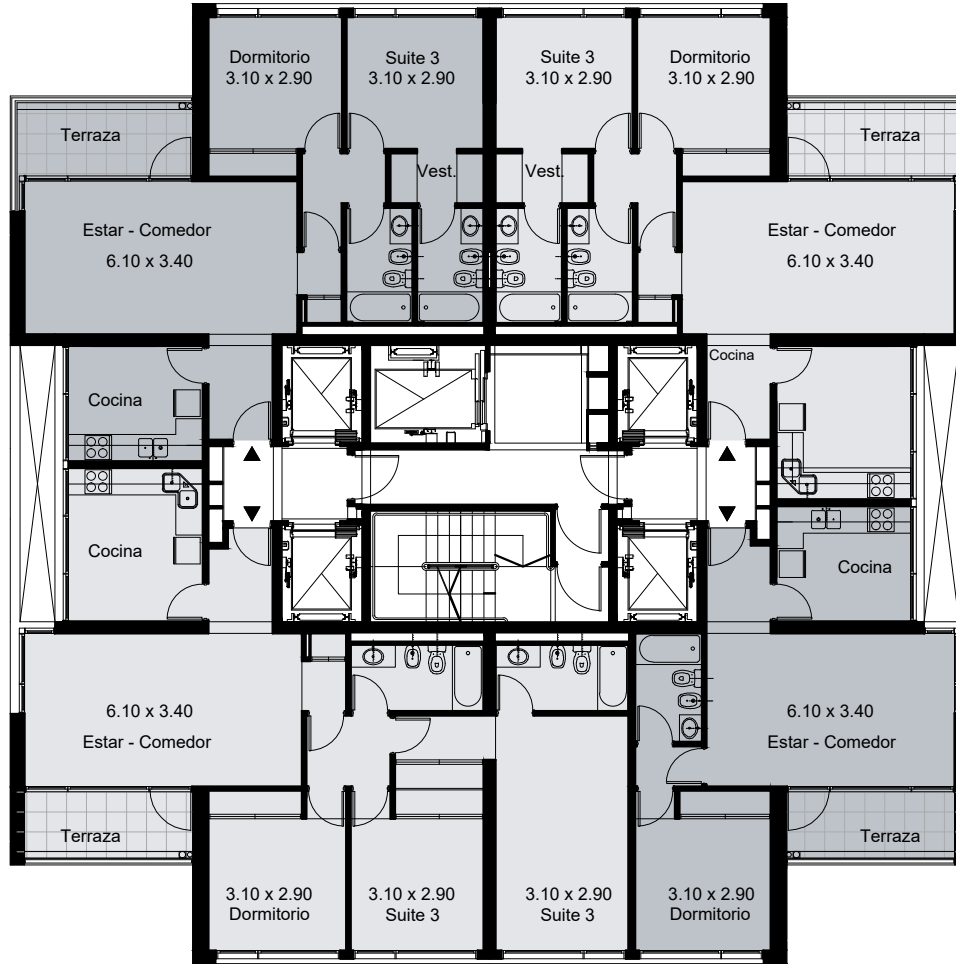 Dormitorio
3.10 x 2.90
Suite 3
3.10 x 2.90
Suite 3
3.10 x 2.90
Dormitorio
3.10 x 2.90
Terraza
Terraza
Vest.
Vest.
Estar - Comedor
6.10 x 3.40
Estar - Comedor
6.10 x 3.40
Cocina
Cocina
Cocina
Cocina
6.10 x 3.40
Estar - Comedor
6.10 x 3.40
Estar - Comedor
Terraza
Terraza
3.10 x 2.90
Dormitorio
3.10 x 2.90
Suite 3
3.10 x 2.90
Suite 3
3.10 x 2.90
Dormitorio